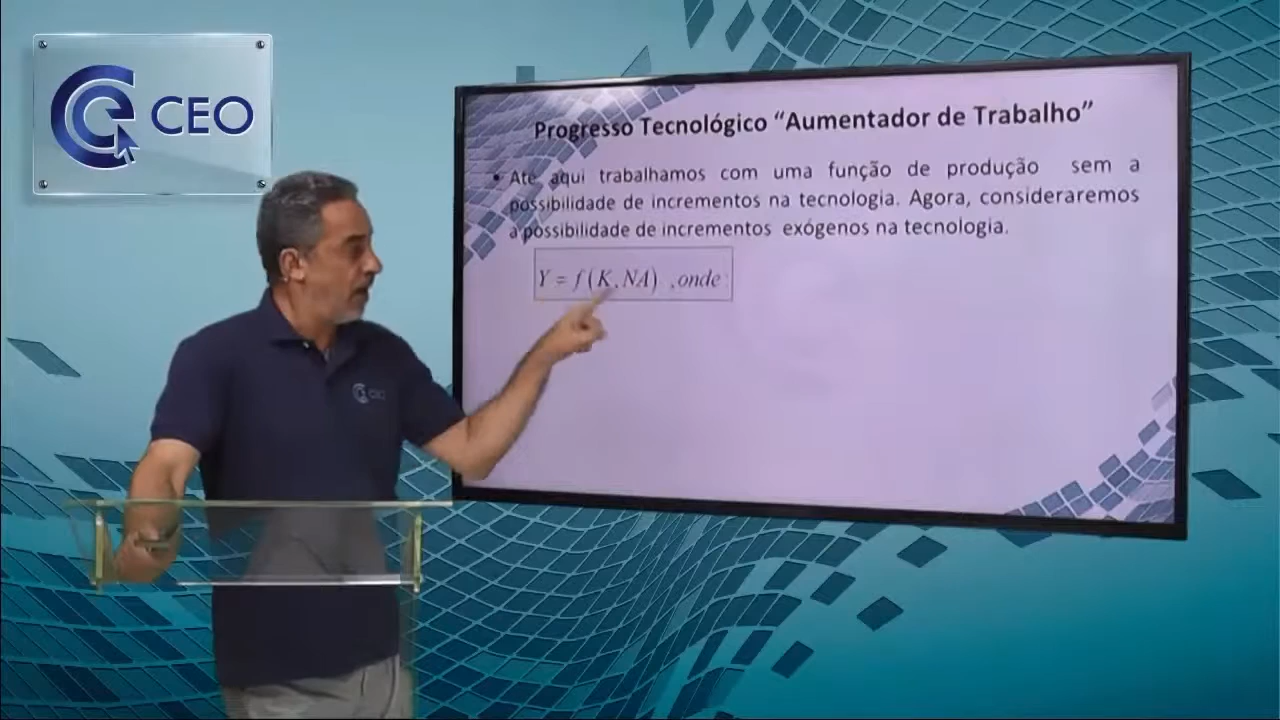 CEO
Progresso Tecnológico “Aumentador de Trabalho”
• Até aqui trabalhamos com uma função de produção sem a
possibilidade de incrementos na tecnologia. Agora, consideraremos
a possibilidade de incrementos exógenos na tecnologia.
Y = f(K, NA) , onde:
CEO